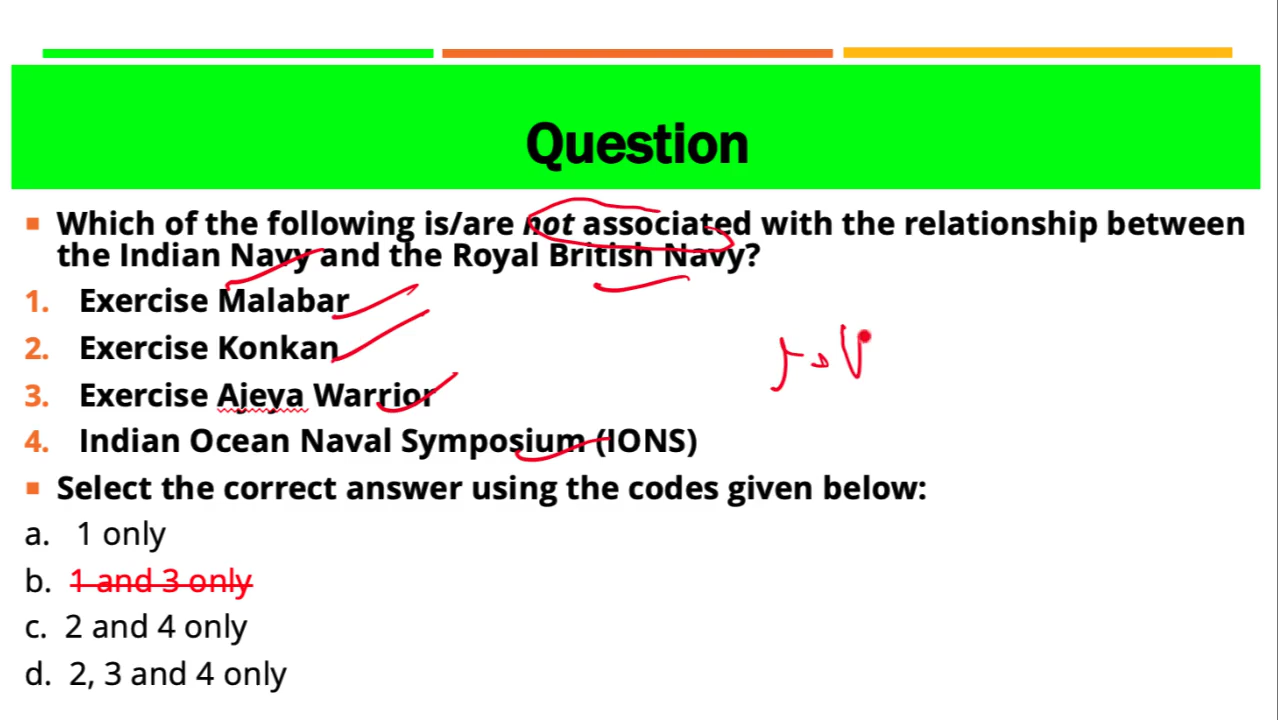 Question
▪ Which of the following is/are not associated with the relationship between
the Indian Navy and the Royal British Navy?
1. Exercise Malabar
2. Exercise Konkan
3. Exercise Ajeya Warrior
4. Indian Ocean Naval Symposium (IONS)
▪ Select the correct answer using the codes given below:
a. 1 only
b. 1 and 3 only
c. 2 and 4 only
d. 2, 3 and 4 only